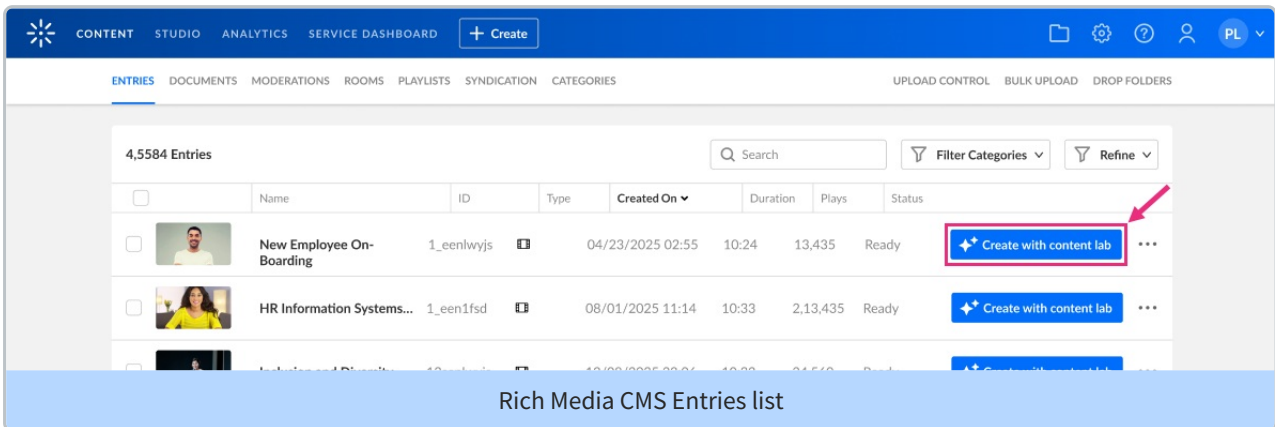 CONTENT STUDIO ANALYTICS SERVICE DASHBOARD + Create PL
ENTRIES DOCUMENTS MODERATIONS ROOMS PLAYLISTS SYNDICATION CATEGORIES UPLOAD CONTROL BULK UPLOAD DROP FOLDERS
4,5584 Entries Search Filter Categories Refine
Name ID Type Created On Duration Plays Status
New Employee On- 1_eenlwyjs 04/23/2025 02:55 10:24 13,435 Ready Create with content lab
Boarding
HR Information Systems... 1_een1fsd 08/01/2025 11:14 10:33 2,13,435 Ready Create with content lab
Rich Media CMS Entries list